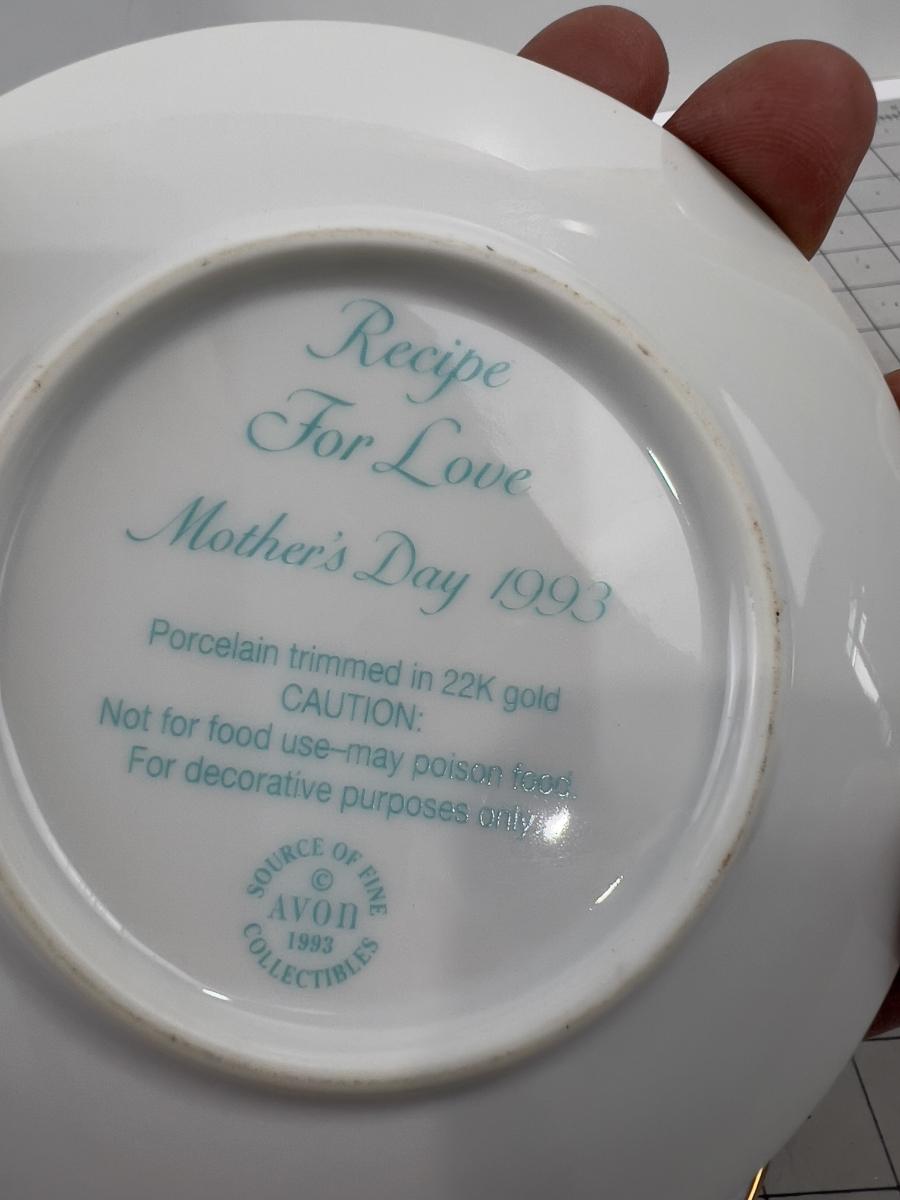 Recipe
For Love
Mother's Day 1993
Porcelain trimmed in 22K gold
CAUTION:
Not for food use–may poison food.
For decorative purposes only.
SOURCE OF FINE
©
AVON
1993
COLLECTIBLES